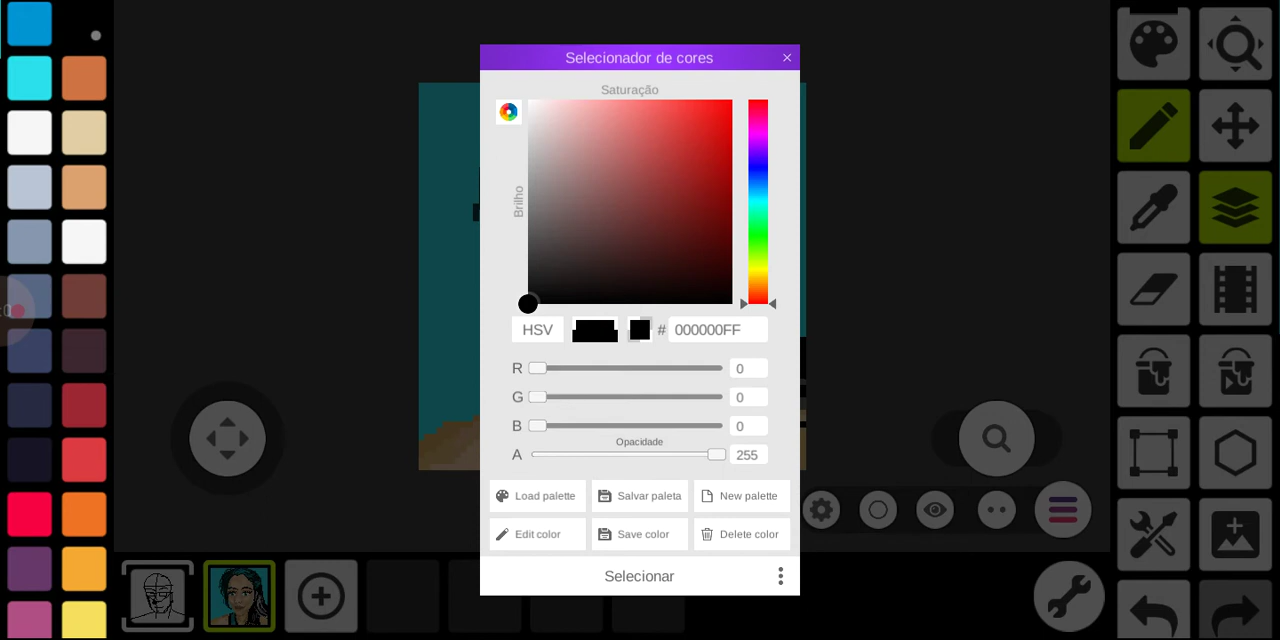 Selecionador de cores
Saturação
Brilho
HSV # 000000FF
R 0
G 0
B 0
Opacidade
A 255
Load palette Salvar paleta New palette
Edit color Save color Delete color
Selecionar